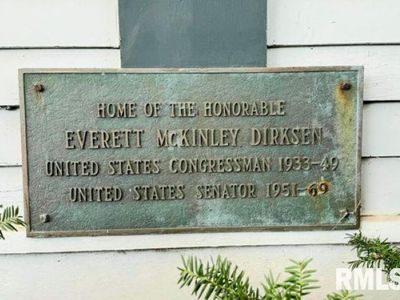 HOME OF THE HONORABLE
EVERETT McKINLEY DIRKSEN
UNITED STATES CONGRESSMAN 1933-49
UNITED STATES SENATOR 1951-69
RMLS